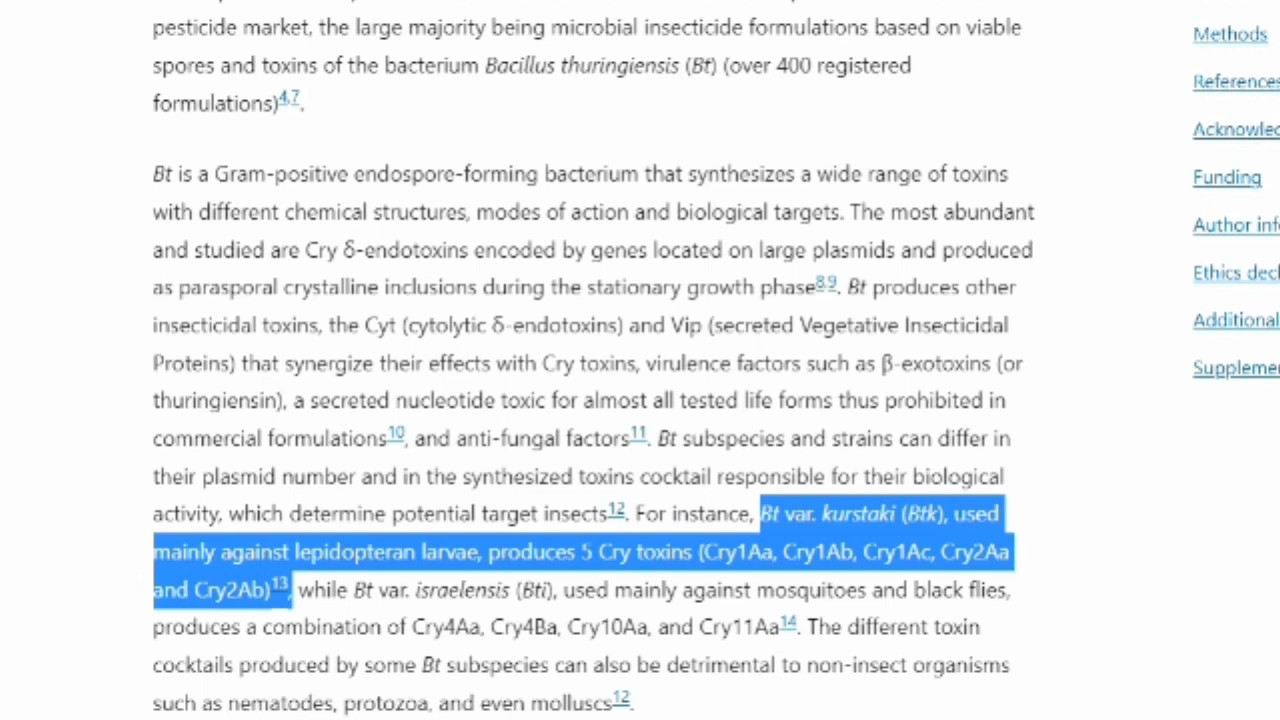 pesticide market, the large majority being microbial insecticide formulations based on viable
spores and toxins of the bacterium Bacillus thuringiensis (Bt) (over 400 registered
formulations)4,7.
Bt is a Gram-positive endospore-forming bacterium that synthesizes a wide range of toxins
with different chemical structures, modes of action and biological targets. The most abundant
and studied are Cry δ-endotoxins encoded by genes located on large plasmids and produced
as parasporal crystalline inclusions during the stationary growth phase8,9. Bt produces other
insecticidal toxins, the Cyt (cytolytic δ-endotoxins) and Vip (secreted Vegetative Insecticidal
Proteins) that synergize their effects with Cry toxins, virulence factors such as β-exotoxins (or
thuringiensin), a secreted nucleotide toxic for almost all tested life forms thus prohibited in
commercial formulations10, and anti-fungal factors11. Bt subspecies and strains can differ in
their plasmid number and in the synthesized toxins cocktail responsible for their biological
activity, which determine potential target insects12. For instance, Bt var. kurstaki (Btk), used
mainly against lepidopteran larvae, produces 5 Cry toxins (Cry1Aa, Cry1Ab, Cry1Ac, Cry2Aa
and Cry2Ab)13, while Bt var. israelensis (Bti), used mainly against mosquitoes and black flies,
produces a combination of Cry4Aa, Cry4Ba, Cry10Aa, and Cry11Aa14. The different toxin
cocktails produced by some Bt subspecies can also be detrimental to non-insect organisms
such as nematodes, protozoa, and even molluscs12.
Methods
References
Acknowled
Funding
Author inf
Ethics decl
Additional
Supplemen